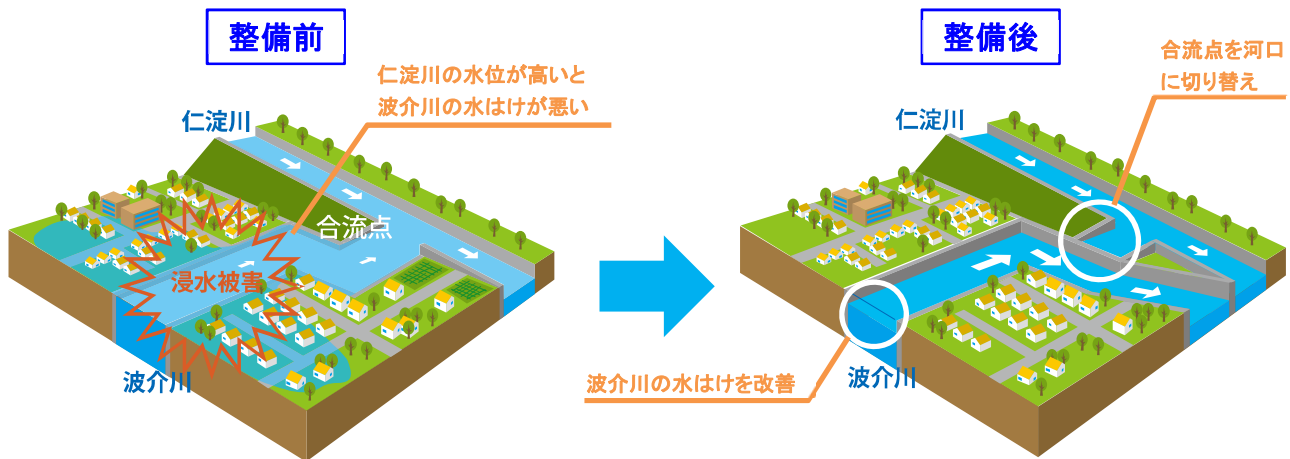 整備前
仁淀川の水位が高いと
波介川の水はけが悪い
仁淀川
合流点
浸水被害
波介川
整備後
合流点を河口
に切り替え
仁淀川
波介川の水はけを改善
波介川